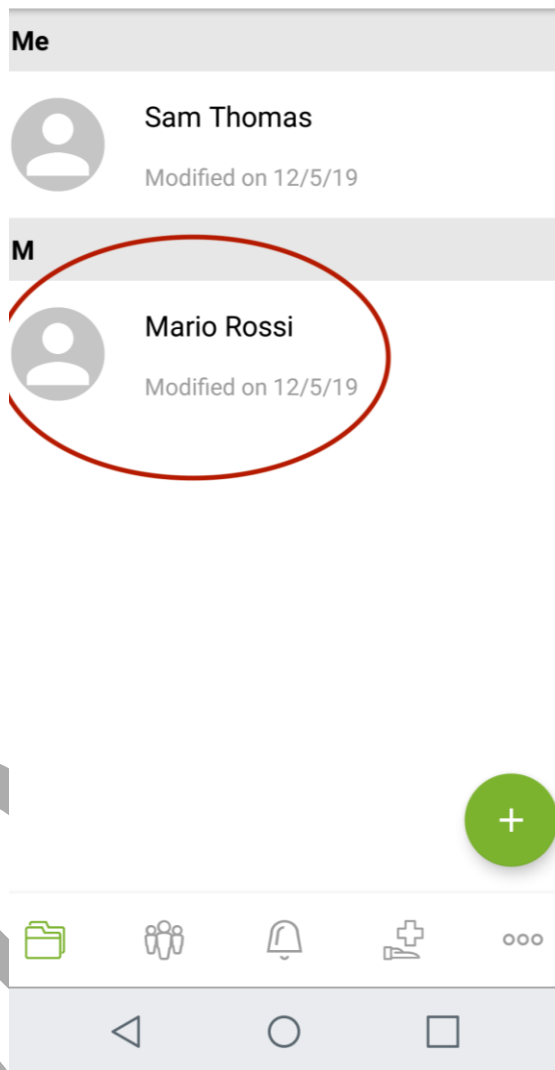 Me
Sam Thomas
Modified on 12/5/19
M
Mario Rossi
Modified on 12/5/19